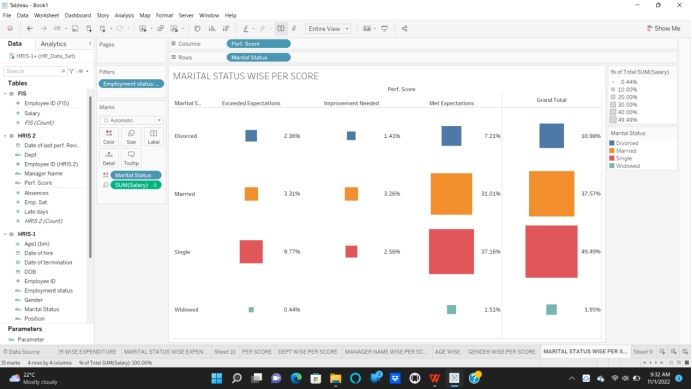 Tableau - Book1
File Data Worksheet Dashboard Story Analysis Map Format Server Window Help
Entire View
Show Me
Data Analytics
Pages
Columns Perf. Score
HRIS-1+ (HR_Data_Set)
Rows Marital Status
Search
Filters
Tables
Employment status:...
FIS
Employee ID (FIS)
Salary
FIS (Count)
HRIS 2
Date of last perf. Revi...
Dept
Employee ID (HRIS 2)
Manager Name
Perf. Score
Absences
Emp. Sat.
Late days
HRIS 2 (Count)
HRIS-1
Age1 (bin)
Date of hire
Date of termination
DOB
Employee ID
Employment status
Gender
Marital Status
Position
Parameters
Parameter
Marks
Automatic
Color Size Label
Detail Tooltip
Marital Status
SUM(Salary)
MARITAL STATUS WISE PER SCORE
Perf. Score
Marital S.. Exceeded Expectations Improvement Needed Met Expectations Grand Total
Divorced 2.36% 1.41% 7.21% 10.98%
Married 3.31% 3.26% 31.01% 37.57%
Single 9.77% 2.56% 37.16% 49.49%
Widowed 0.44% 1.51% 1.95%
% of Total SUM(Salary)
0.44%
10.00%
20.00%
30.00%
40.00%
49.49%
Marital Status
Divorced
Married
Single
Widowed
Data Source R WISE EXPENDITURE MARITAL STATUS WISE EXPEN... Sheet 10 PER SCORE DEPT WISE PER SCORE MANAGER NAME WISE PER SC... AGE WISE GENDER WISE PER SCORE MARITAL STATUS WISE PER S... Sheet 9
15 marks 4 rows by 4 columns % of Total SUM(Salary): 100.00%
22°C
Mostly cloudy
9:32 AM
11/1/2022